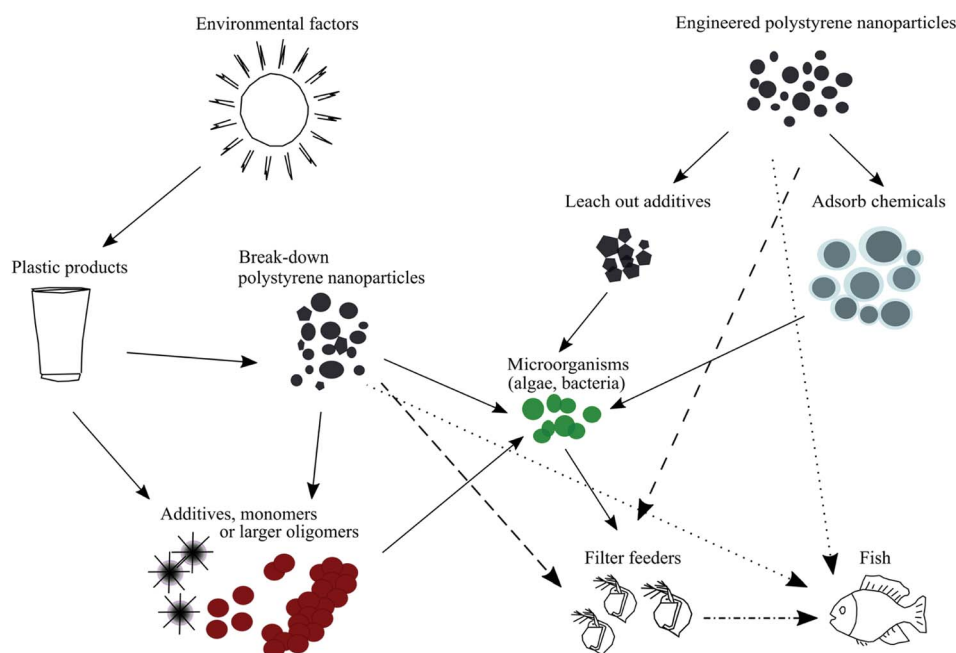 Environmental factors
Engineered polystyrene nanoparticles
Leach out additives
Adsorb chemicals
Plastic products
Break-down
polystyrene nanoparticles
Microorganisms
(algae, bacteria)
Additives, monomers
or larger oligomers
Filter feeders
Fish